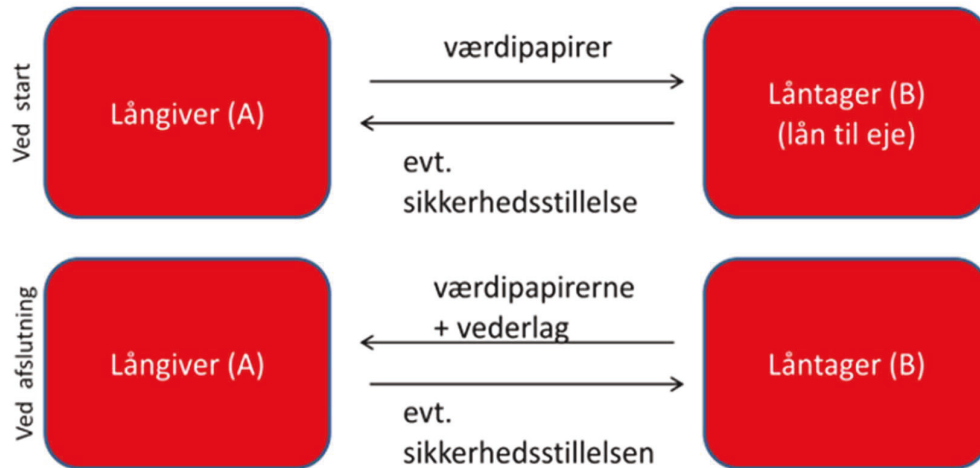 Ved start
Långiver (A)
værdipapirer
evt.
sikkerhedsstillelse
Låntager (B)
(lån til eje)
Ved afslutning
Långiver (A)
værdipapirerne
+ vederlag
evt.
sikkerhedsstillelsen
Låntager (B)